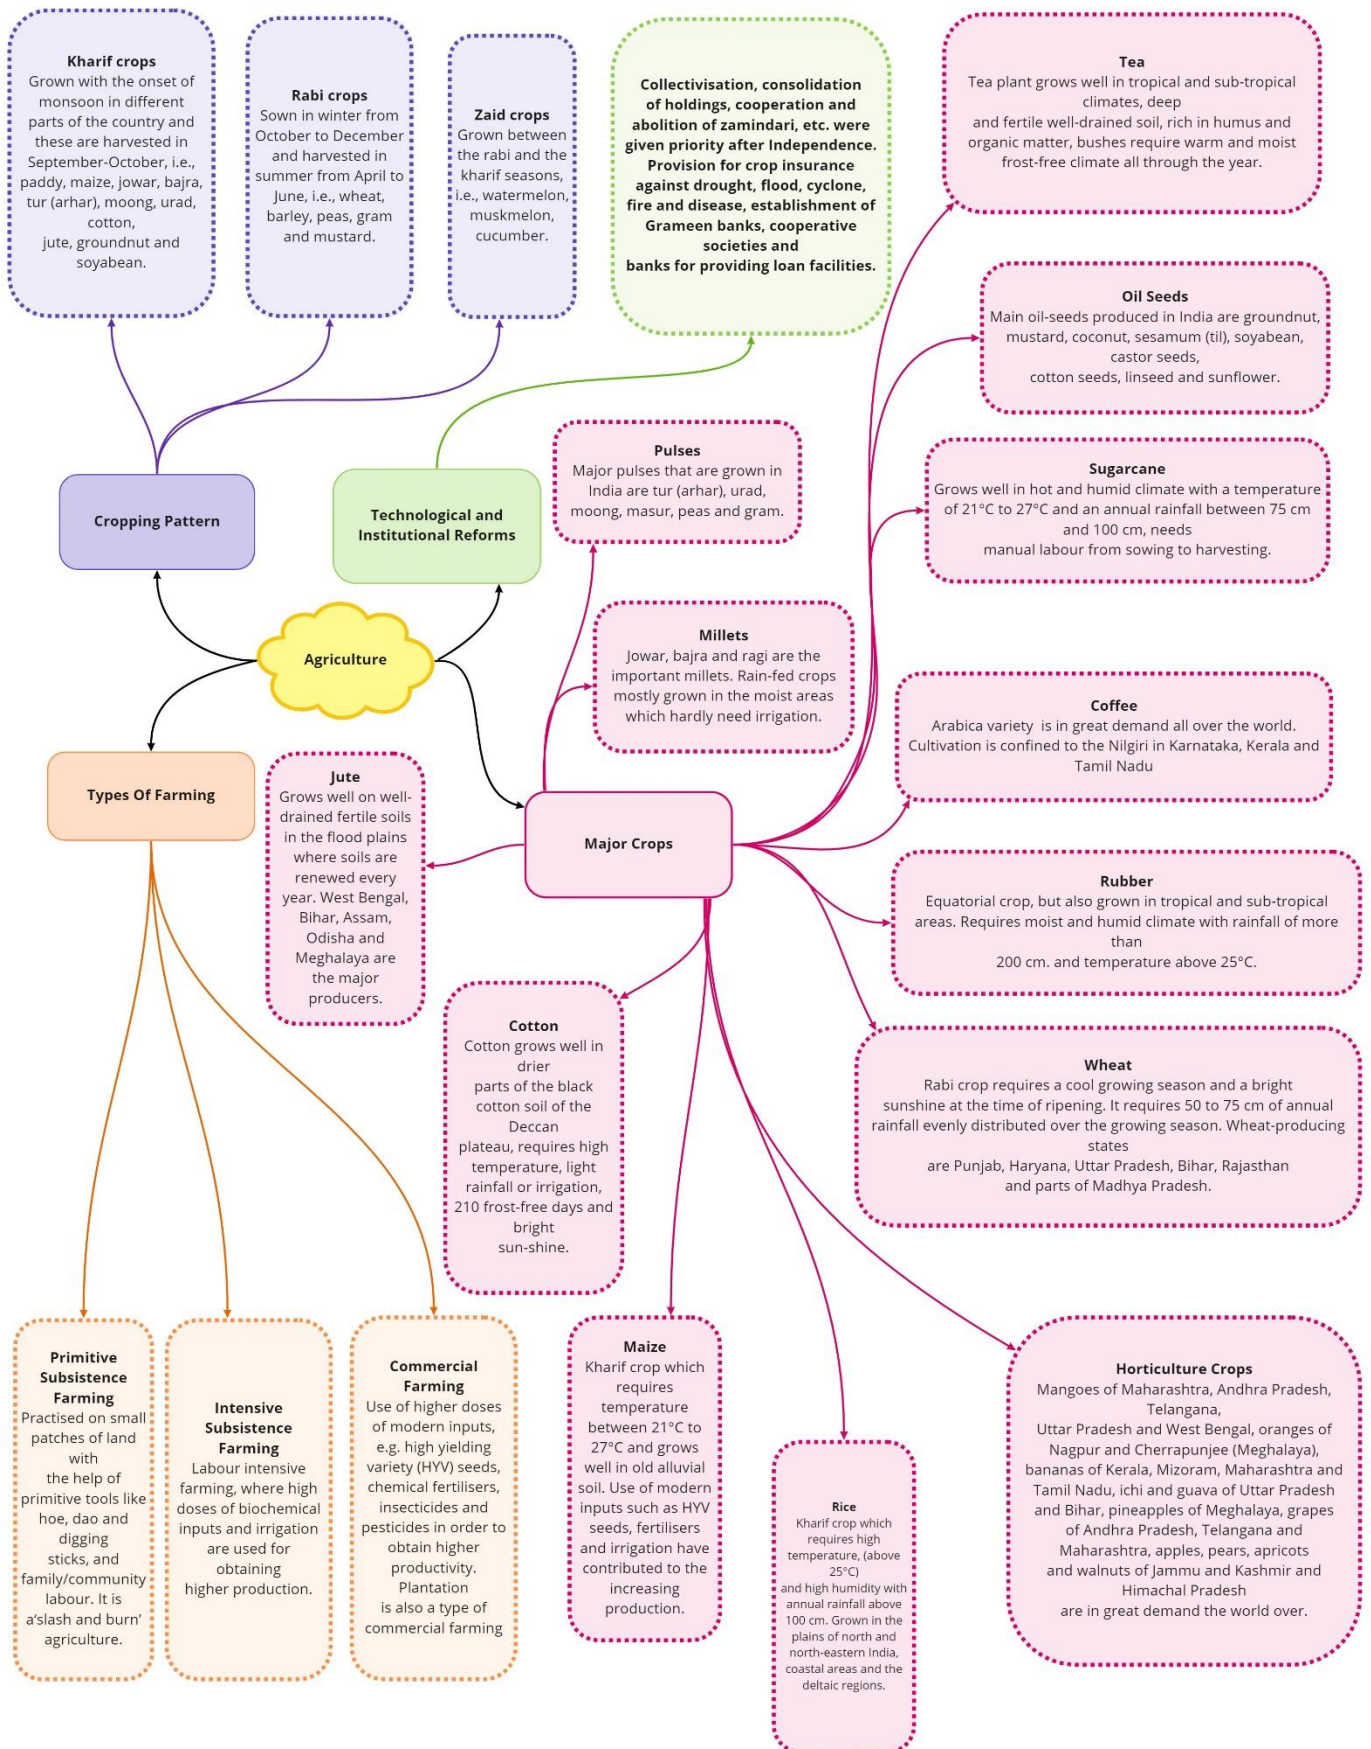 Kharif crops
Grown with the onset of
monsoon in different
parts of the country and
these are harvested in
September-October, i.e.,
paddy, maize, jowar, bajra,
tur (arhar), moong, urad,
cotton,
jute, groundnut and
soyabean.
Rabi crops
Sown in winter from
October to December
and harvested in
summer from April to
June, i.e., wheat,
barley, peas, gram
and mustard.
Zaid crops
Grown between
the rabi and the
kharif seasons,
i.e., watermelon,
muskmelon,
cucumber.
Collectivisation, consolidation
of holdings, cooperation and
abolition of zamindari, etc. were
given priority after Independence.
Provision for crop insurance
against drought, flood, cyclone,
fire and disease, establishment of
Grameen banks, cooperative
societies and
banks for providing loan facilities.
Tea
Tea plant grows well in tropical and sub-tropical
climates, deep
and fertile well-drained soil, rich in humus and
organic matter, bushes require warm and moist
frost-free climate all through the year.
Oil Seeds
Main oil-seeds produced in India are groundnut,
mustard, coconut, sesamum (til), soyabean,
castor seeds,
cotton seeds, linseed and sunflower.
Sugarcane
Grows well in hot and humid climate with a temperature
of 21°C to 27°C and an annual rainfall between 75 cm
and 100 cm, needs
manual labour from sowing to harvesting.
Pulses
Major pulses that are grown in
India are tur (arhar), urad,
moong, masur, peas and gram.
Cropping Pattern
Technological and
Institutional Reforms
Millets
Jowar, bajra and ragi are the
important millets. Rain-fed crops
mostly grown in the moist areas
which hardly need irrigation.
Agriculture
Coffee
Arabica variety  is in great demand all over the world.
Cultivation is confined to the Nilgiri in Karnataka, Kerala and
Tamil Nadu
Types Of Farming
Jute
Grows well on well-
drained fertile soils
in the flood plains
where soils are
renewed every
year. West Bengal,
Bihar, Assam,
Odisha and
Meghalaya are
the major
producers.
Major Crops
Rubber
Equatorial crop, but also grown in tropical and sub-tropical
areas. Requires moist and humid climate with rainfall of more
than
200 cm. and temperature above 25°C.
Cotton
Cotton grows well in
drier
parts of the black
cotton soil of the
Deccan
plateau, requires high
temperature, light
rainfall or irrigation,
210 frost-free days and
bright
sun-shine.
Wheat
Rabi crop requires a cool growing season and a bright
sunshine at the time of ripening. It requires 50 to 75 cm of annual
rainfall evenly distributed over the growing season. Wheat-producing
states
are Punjab, Haryana, Uttar Pradesh, Bihar, Rajasthan
and parts of Madhya Pradesh.
Primitive
Subsistence
Farming
Practised on small
patches of land
with
the help of
primitive tools like
hoe, dao and
digging
sticks, and
family/community
labour. It is
a‘slash and burn’
agriculture.
Intensive
Subsistence
Farming
Labour intensive
farming, where high
doses of biochemical
inputs and irrigation
are used for
obtaining
higher production.
Commercial
Farming
Use of higher doses
of modern inputs,
e.g. high yielding
variety (HYV) seeds,
chemical fertilisers,
insecticides and
pesticides in order to
obtain higher
productivity.
Plantation
is also a type of
commercial farming
Maize
Kharif crop which
requires
temperature
between 21°C to
27°C and grows
well in old alluvial
soil. Use of modern
inputs such as HYV
seeds, fertilisers
and irrigation have
contributed to the
increasing
production.
Rice
Kharif crop which
requires high
temperature, (above
25°C)
and high humidity with
annual rainfall above
100 cm. Grown in the
plains of north and
north-eastern India,
coastal areas and the
deltaic regions.
Horticulture Crops
Mangoes of Maharashtra, Andhra Pradesh,
Telangana,
Uttar Pradesh and West Bengal, oranges of
Nagpur and Cherrapunjee (Meghalaya),
bananas of Kerala, Mizoram, Maharashtra and
Tamil Nadu, ichi and guava of Uttar Pradesh
and Bihar, pineapples of Meghalaya, grapes
of Andhra Pradesh, Telangana and
Maharashtra, apples, pears, apricots
and walnuts of Jammu and Kashmir and
Himachal Pradesh
are in great demand the world over.